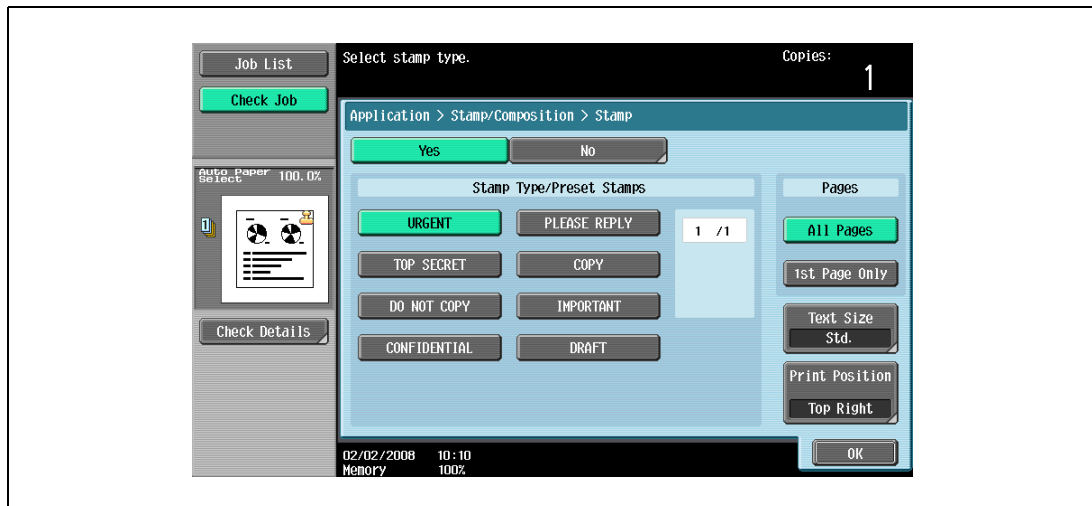 Job List
Check Job
Auto Paper
Select 100.0%
1
Check Details
Select stamp type.
Copies:
1
Application > Stamp/Composition > Stamp
Yes No
Stamp Type/Preset Stamps
URGENT PLEASE REPLY
TOP SECRET COPY
DO NOT COPY IMPORTANT
CONFIDENTIAL DRAFT
1 /1
Pages
All Pages
1st Page Only
Text Size
Std.
Print Position
Top Right
02/02/2008 10:10
Memory 100%
OK